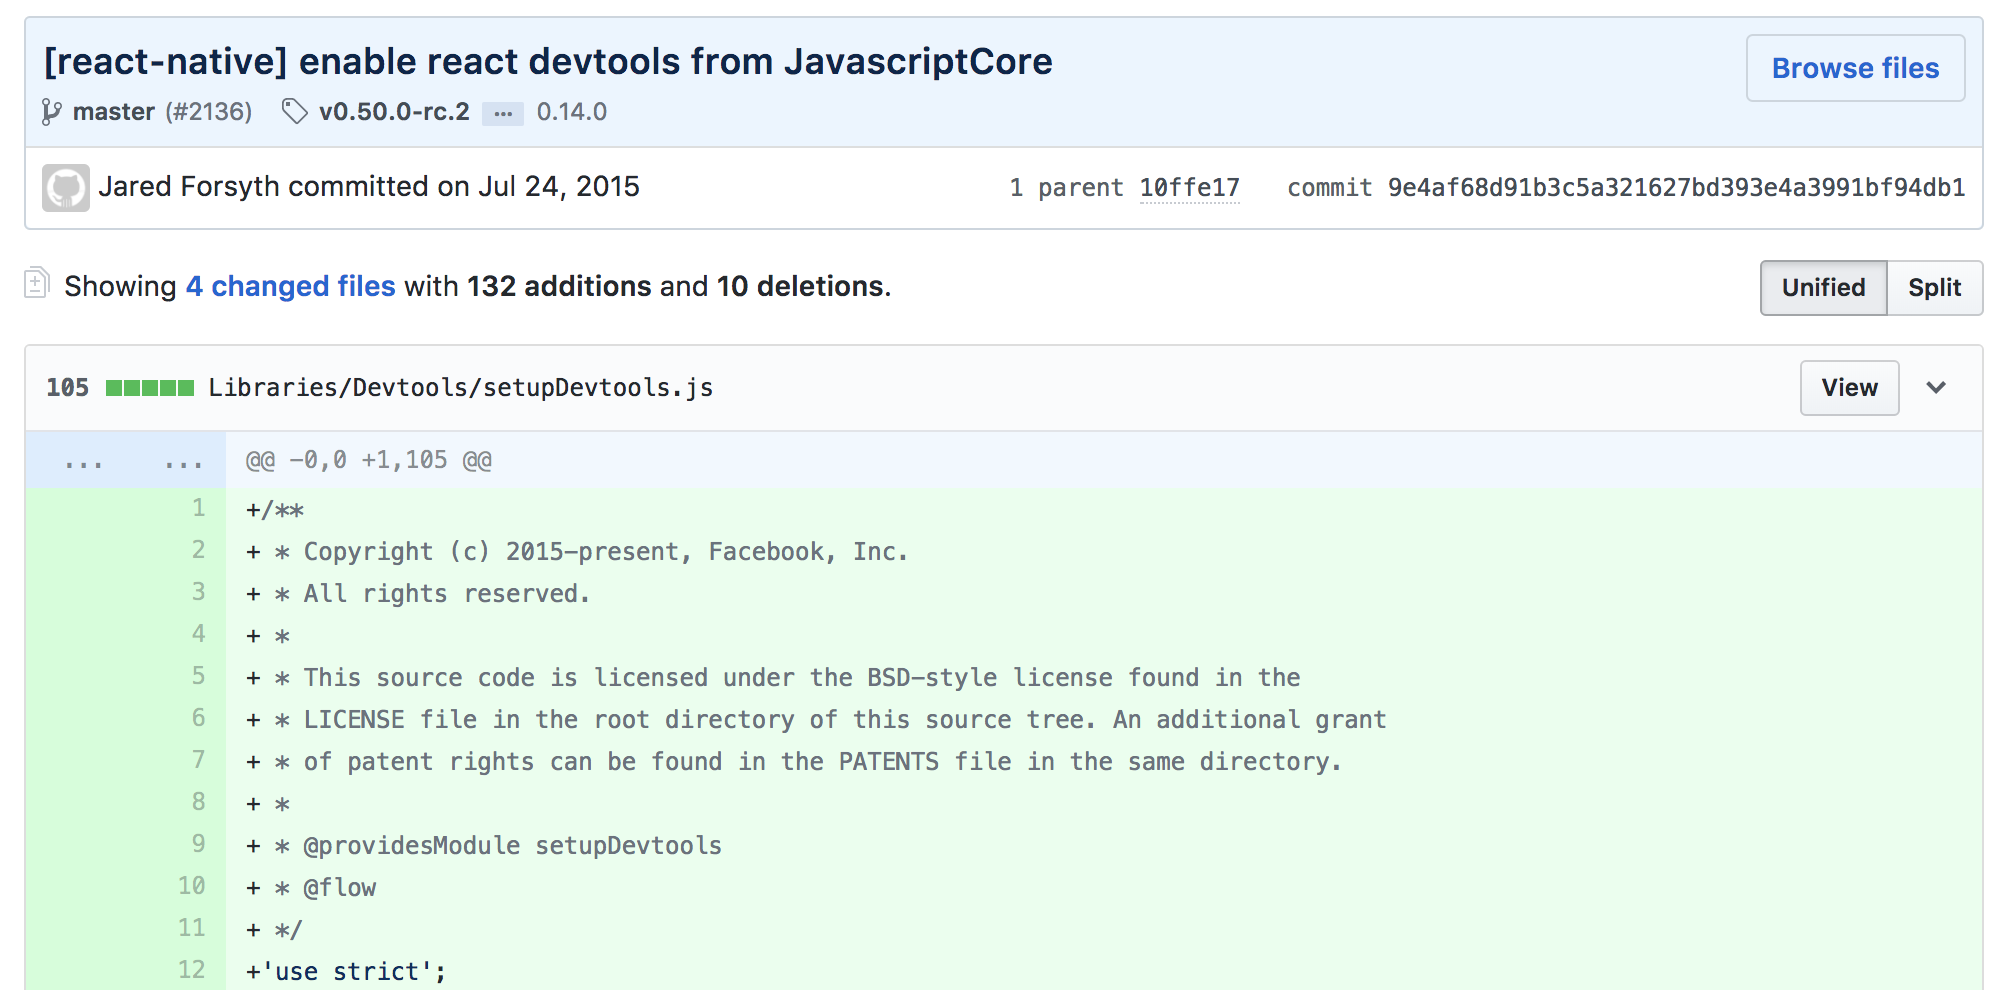 [react-native] enable react devtools from JavascriptCore
Browse files
master (#2136) v0.50.0-rc.2 … 0.14.0
Jared Forsyth committed on Jul 24, 2015 1 parent 10ffe17 commit 9e4af68d91b3c5a321627bd393e4a3991bf94db1
Showing 4 changed files with 132 additions and 10 deletions.
Unified Split
105 Libraries/Devtools/setupDevtools.js View
... ... @@ -0,0 +1,105 @@
1 +/**
2 + * Copyright (c) 2015-present, Facebook, Inc.
3 + * All rights reserved.
4 + *
5 + * This source code is licensed under the BSD-style license found in the
6 + * LICENSE file in the root directory of this source tree. An additional grant
7 + * of patent rights can be found in the PATENTS file in the same directory.
8 + *
9 + * @providesModule setupDevtools
10 + * @flow
11 + */
12 +'use strict';